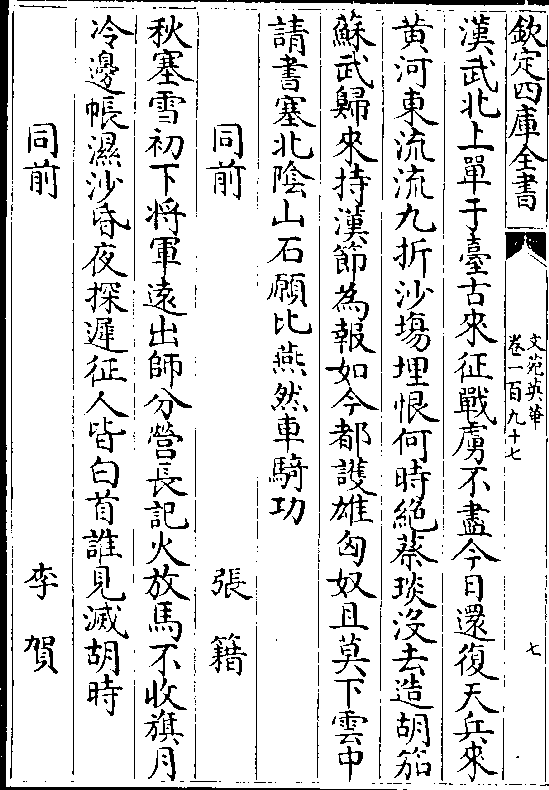 欽定四庫全書
文苑英華
卷一百九十七
七
漢武北上單于臺古來征戰虜不盡今日還復天兵來
黄河東流流九折沙塲埋恨何時絕蔡琰没去造胡笳
蘇武歸來持漢節為報如今都護雄匈奴且莫下雲中
請書塞北陰山石願比燕然車騎功
同前 張籍
秋塞雪初下將軍遠出師分營長記火放馬不收旗月
冷邊帳濕沙昏夜探遲征人皆白首誰見滅胡時
同前 李賀